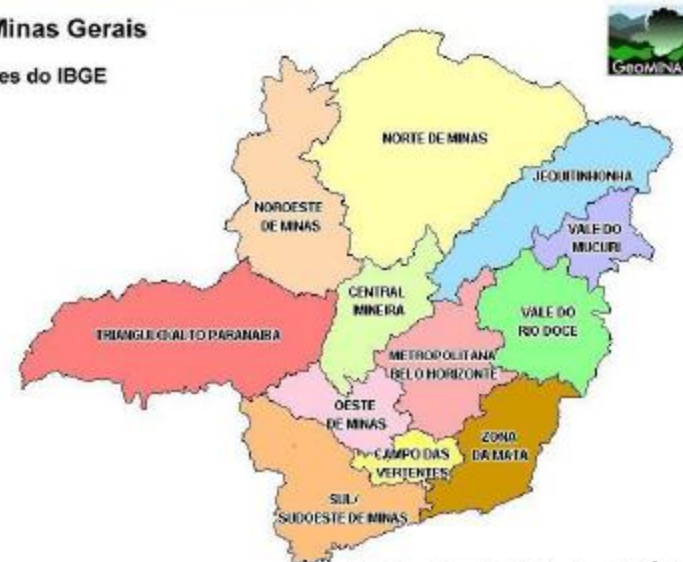 Minas Gerais
es do IBGE
GeoMINA
NORTE DE MINAS
JEQUITINHONHA
NOROESTE
DE MINAS
VALE DO
MUCURI
CENTRAL
MINEIRA
VALE DO
RIO DOCE
TRIANGULO/ALTO PARANAIBA
METROPOLITANA
BELO HORIZONTE
OESTE
DE MINAS
ZONA
DA MATA
CAMPO DAS
VERTENTES
SUL/
SUDOESTE DE MINAS